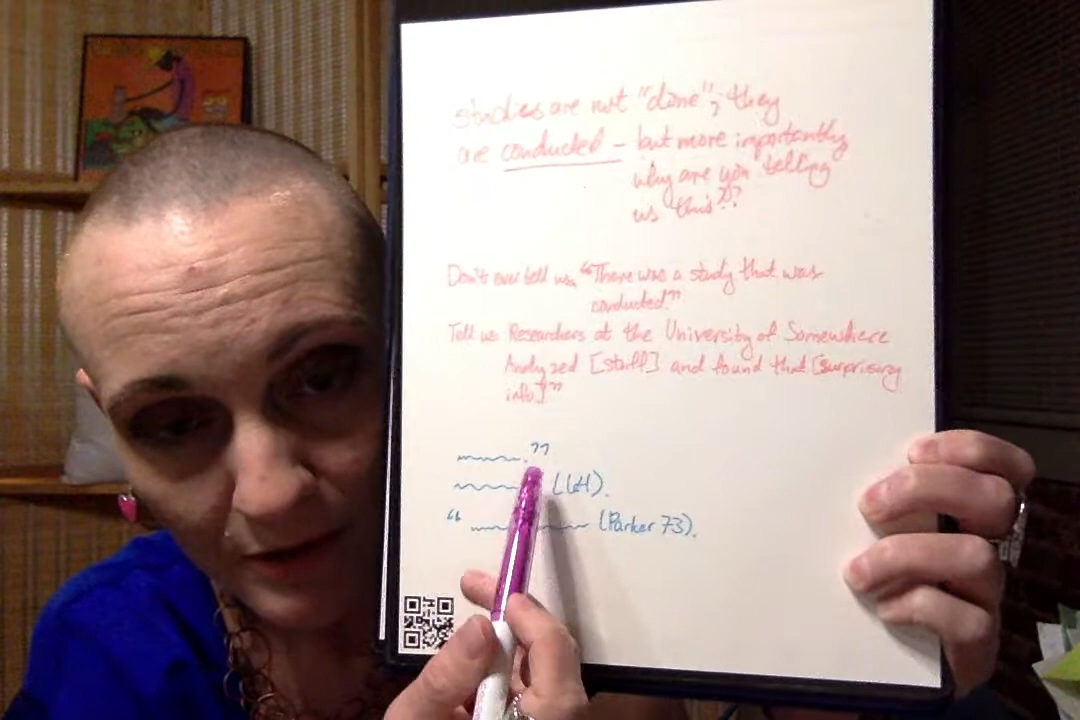 studies are not "done"; they
are conducted – but more importantly
why are you telling
us this???
Don't ever tell us, "There was a study that was
conducted."
Tell us Researchers at the University of Somewhere
Analyzed [stuff] and found that [surprising
info]"
."
().
" (Parker 73).